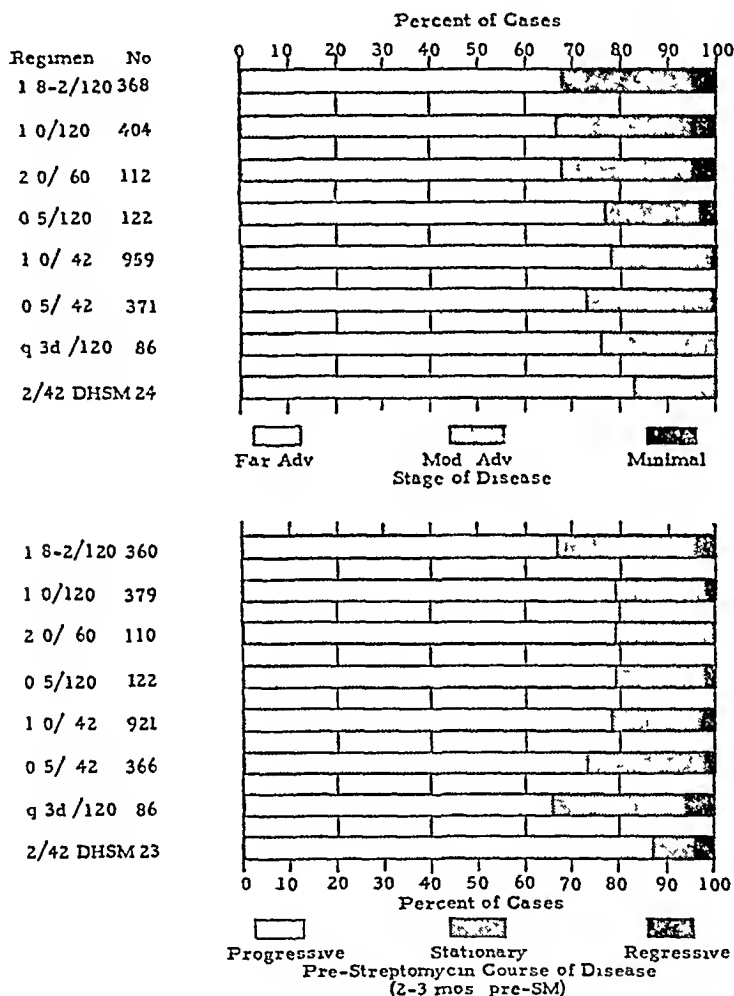 Percent of Cases
Regimen No 0 10 20 30 40 50 60 70 80 90 100
1 8-2/120 368
1 0/120 404
2 0/ 60 112
0 5/120 122
1 0/ 42 959
0 5/ 42 371
q 3d/120 86
2/42 DHSM 24
Far Adv Mod Adv Minimal
Stage of Disease
1 8-2/120 360
1 0/120 379
2 0/ 60 110
0 5/120 122
1 0/ 42 921
0 5/ 42 366
q 3d/120 86
2/42 DHSM 23
0 10 20 30 40 50 60 70 80 90 100
Percent of Cases
Progressive Stationary Regressive
Pre-Streptomycin Course of Disease
(2-3 mos pre-SM)